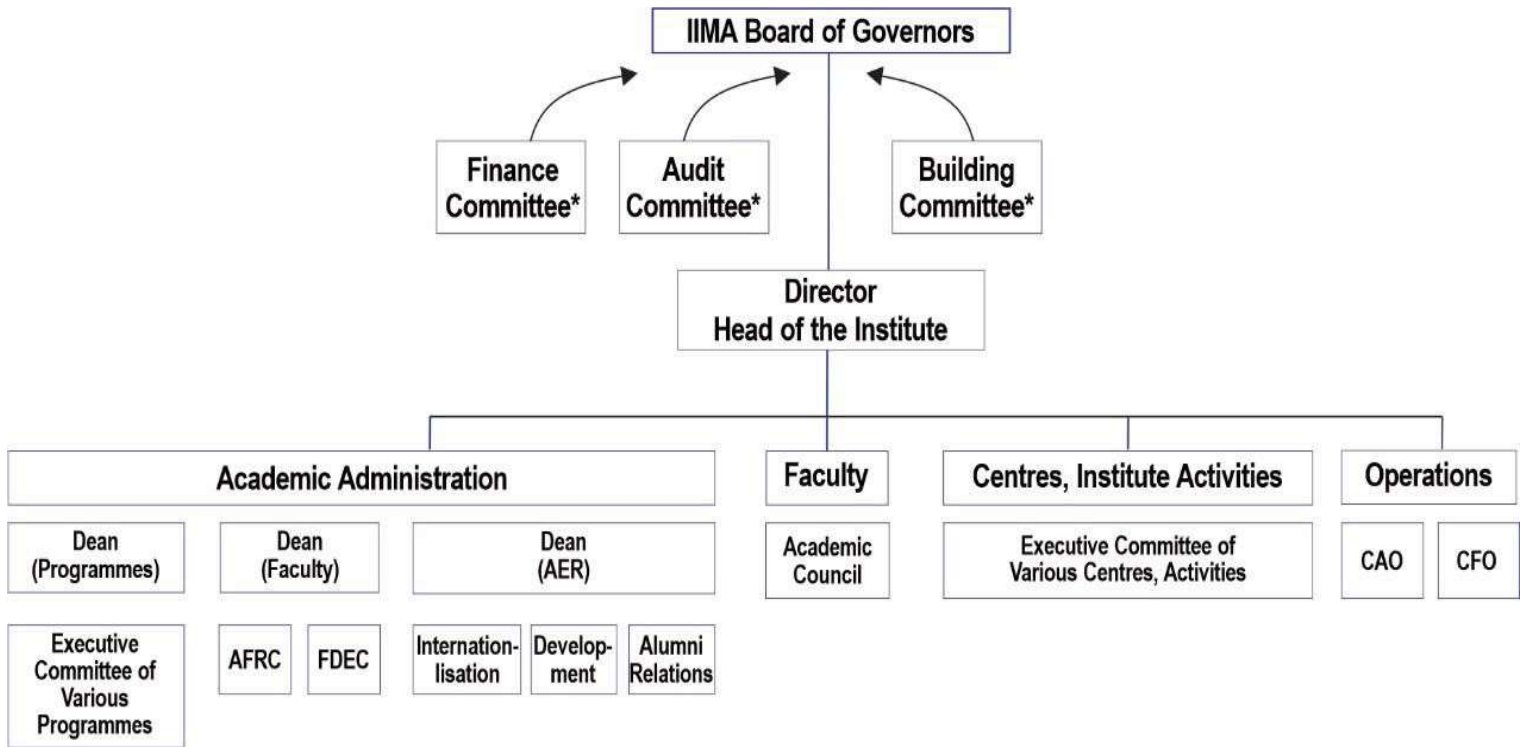 IIMA Board of Governors
Finance
Committee*
Audit
Committee*
Building
Committee*
Director
Head of the Institute
Academic Administration
Faculty
Centres, Institute Activities
Operations
Dean
(Programmes)
Dean
(Faculty)
Dean
(AER)
Academic
Council
Executive Committee of
Various Centres, Activities
CAO
CFO
Executive
Committee of
Various
Programmes
AFRC
FDEC
Internation-
lisation
Develop-
ment
Alumni
Relations